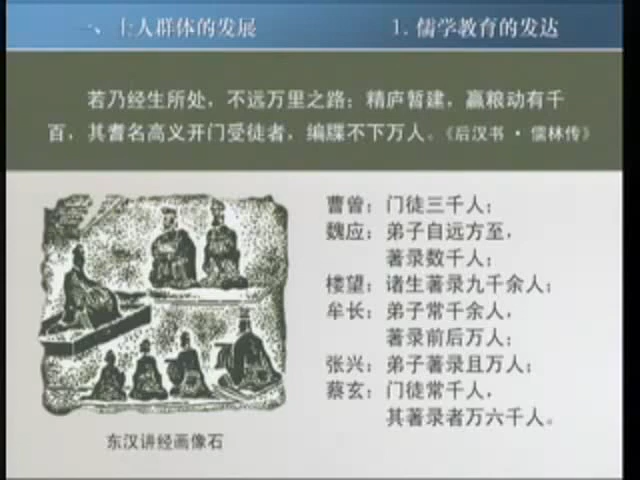 一、士人群体的发展
1. 儒学教育的发达
若乃经生所处，不远万里之路；精庐暂建，赢粮动有千
百，其耆名高义开门受徒者，编牒不下万人。《后汉书·儒林传》
曹曾：门徒三千人；
魏应：弟子自远方至，
著录数千人；
楼望：诸生著录九千余人；
牟长：弟子常千余人，
著录前后万人；
张兴：弟子著录且万人；
蔡玄：门徒常千人，
其著录者万六千人。
东汉讲经画像石